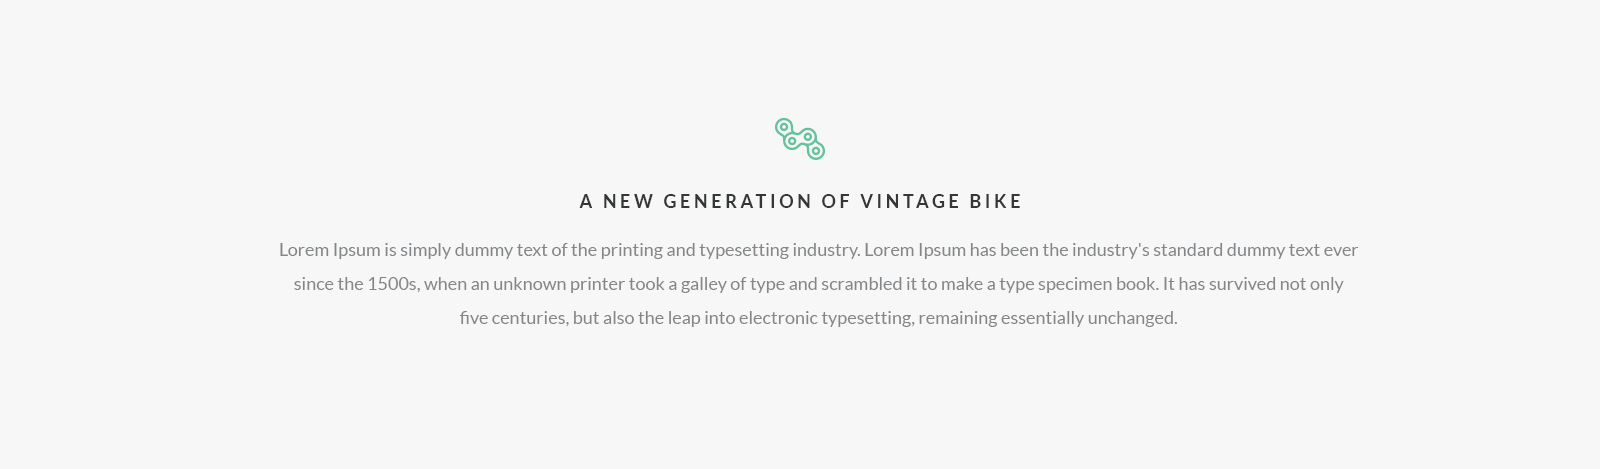 A NEW GENERATION OF VINTAGE BIKE
Lorem Ipsum is simply dummy text of the printing and typesetting industry. Lorem Ipsum has been the industry's standard dummy text ever
since the 1500s, when an unknown printer took a galley of type and scrambled it to make a type specimen book. It has survived not only
five centuries, but also the leap into electronic typesetting, remaining essentially unchanged.